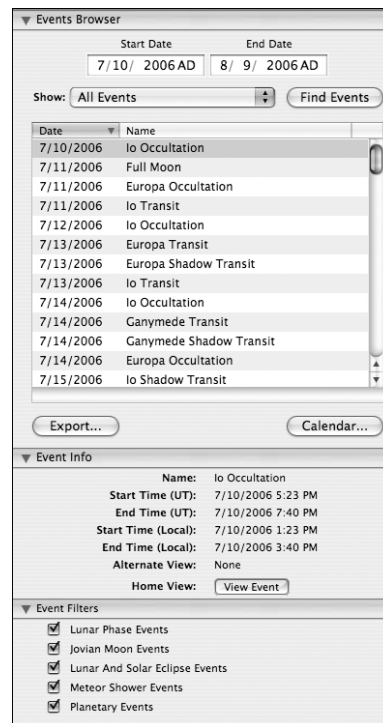 Events Browser
Start Date End Date
7/10/ 2006 AD 8/ 9/ 2006 AD
Show: All Events Find Events
Date Name
7/10/2006 Io Occultation
7/11/2006 Full Moon
7/11/2006 Europa Occultation
7/11/2006 Io Transit
7/12/2006 Io Occultation
7/13/2006 Europa Transit
7/13/2006 Europa Shadow Transit
7/13/2006 Io Transit
7/14/2006 Io Occultation
7/14/2006 Ganymede Transit
7/14/2006 Ganymede Shadow Transit
7/14/2006 Europa Occultation
7/15/2006 Io Shadow Transit
Export... Calendar...
Event Info
Name: Io Occultation
Start Time (UT): 7/10/2006 5:23 PM
End Time (UT): 7/10/2006 7:40 PM
Start Time (Local): 7/10/2006 1:23 PM
End Time (Local): 7/10/2006 3:40 PM
Alternate View: None
Home View: View Event
Event Filters
Lunar Phase Events
Jovian Moon Events
Lunar And Solar Eclipse Events
Meteor Shower Events
Planetary Events